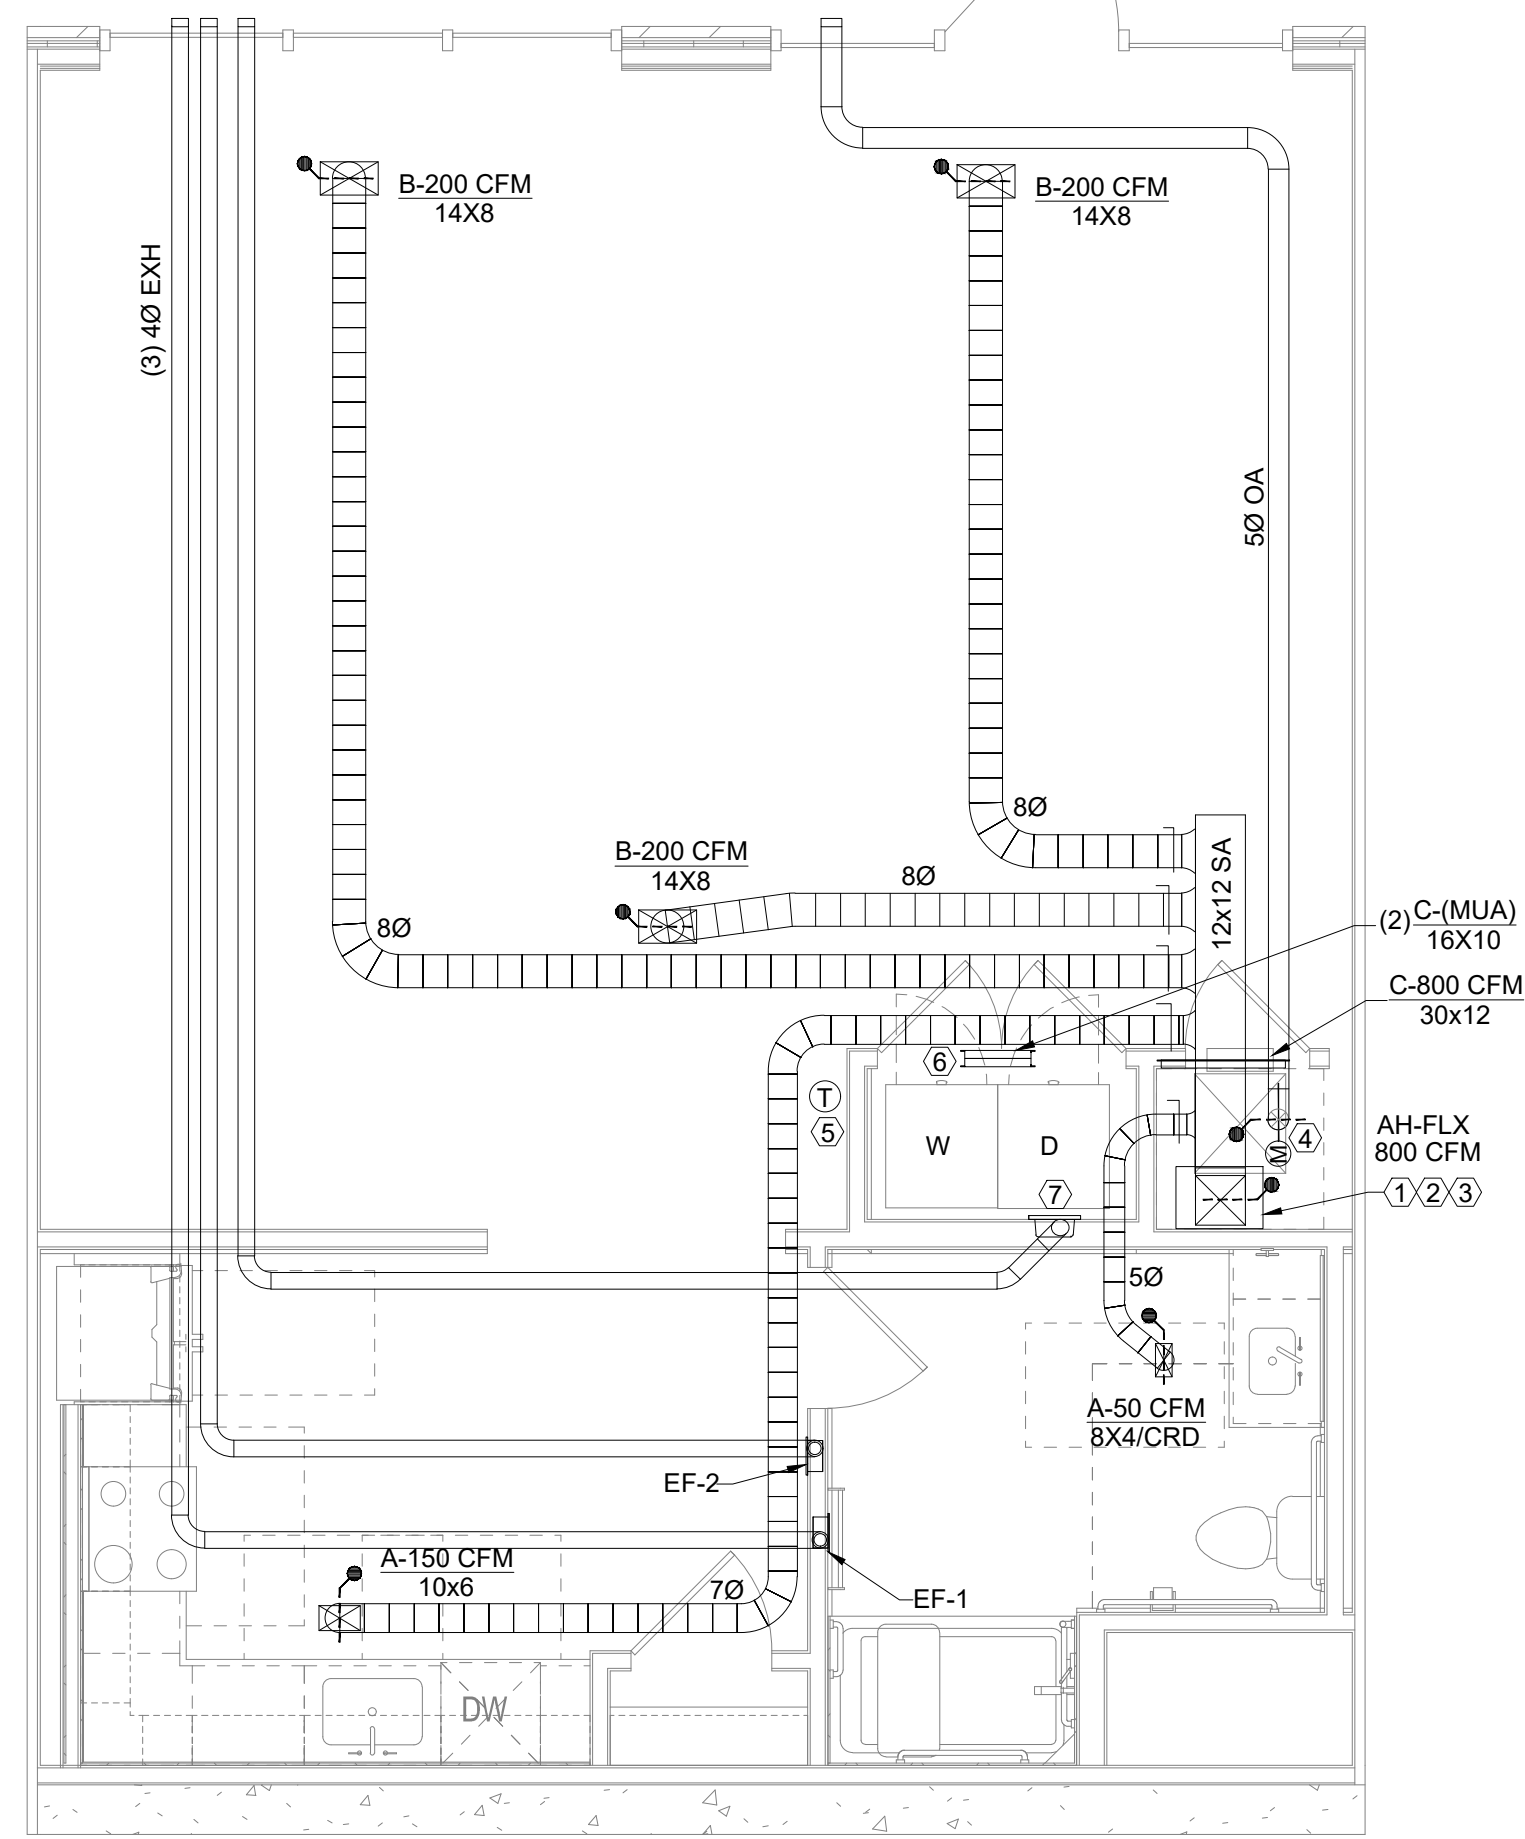 B-200 CFM
14X8
B-200 CFM
14X8
(3) 4Ø EXH
5Ø OA
8Ø
B-200 CFM
14X8
8Ø
12x12 SA
8Ø
(2) C-(MUA)
16X10
C-800 CFM
30x12
6
T
5
W
D
M
4
AH-FLX
800 CFM
1 2 3
7
5Ø
A-50 CFM
8X4/CRD
EF-2
A-150 CFM
10x6
7Ø
EF-1
DW